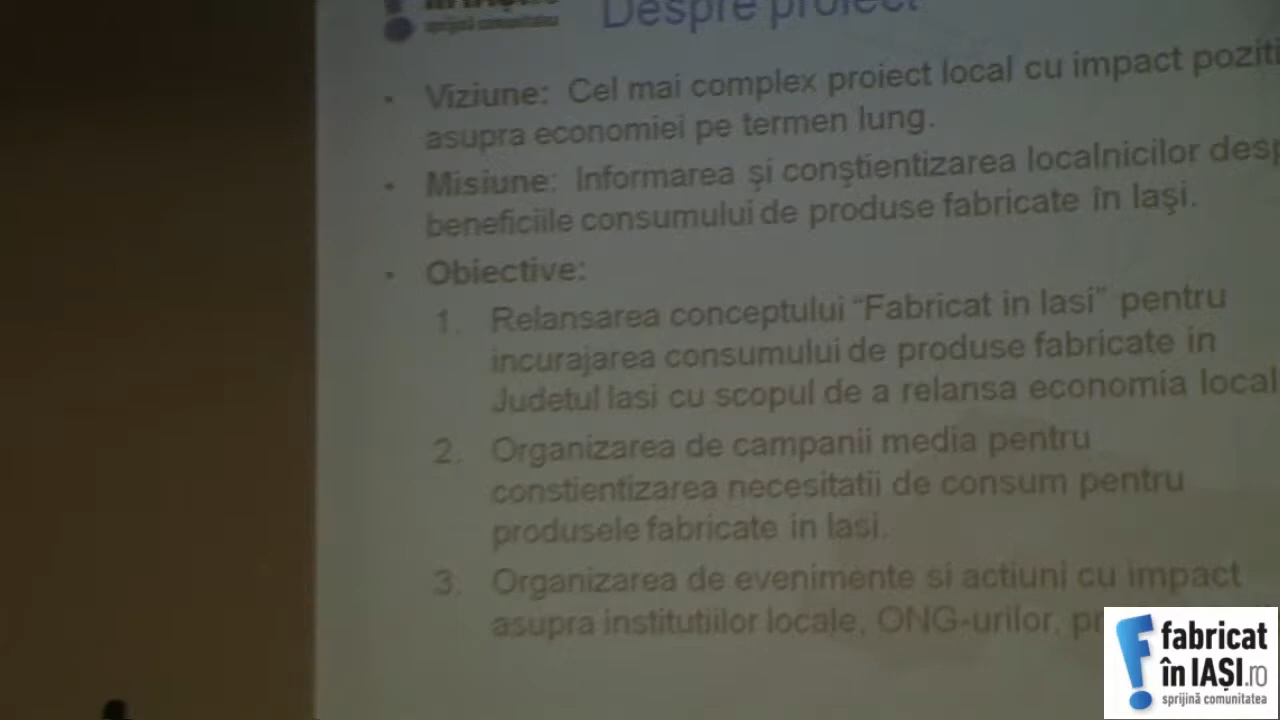 sprijină comunitatea
Despre proiect
• Viziune: Cel mai complex proiect local cu impact poziti
asupra economiei pe termen lung.
• Misiune: Informarea şi conştientizarea localnicilor desp
beneficiile consumului de produse fabricate în Iaşi.
• Obiective:
1. Relansarea conceptului “Fabricat in Iasi” pentru
incurajarea consumului de produse fabricate in
Judetul Iasi cu scopul de a relansa economia local
2. Organizarea de campanii media pentru
constientizarea necesitatii de consum pentru
produsele fabricate in Iasi.
3. Organizarea de evenimente si actiuni cu impact
asupra institutiilor locale, ONG-urilor,
fabricat
în IAȘI.ro
sprijină comunitatea